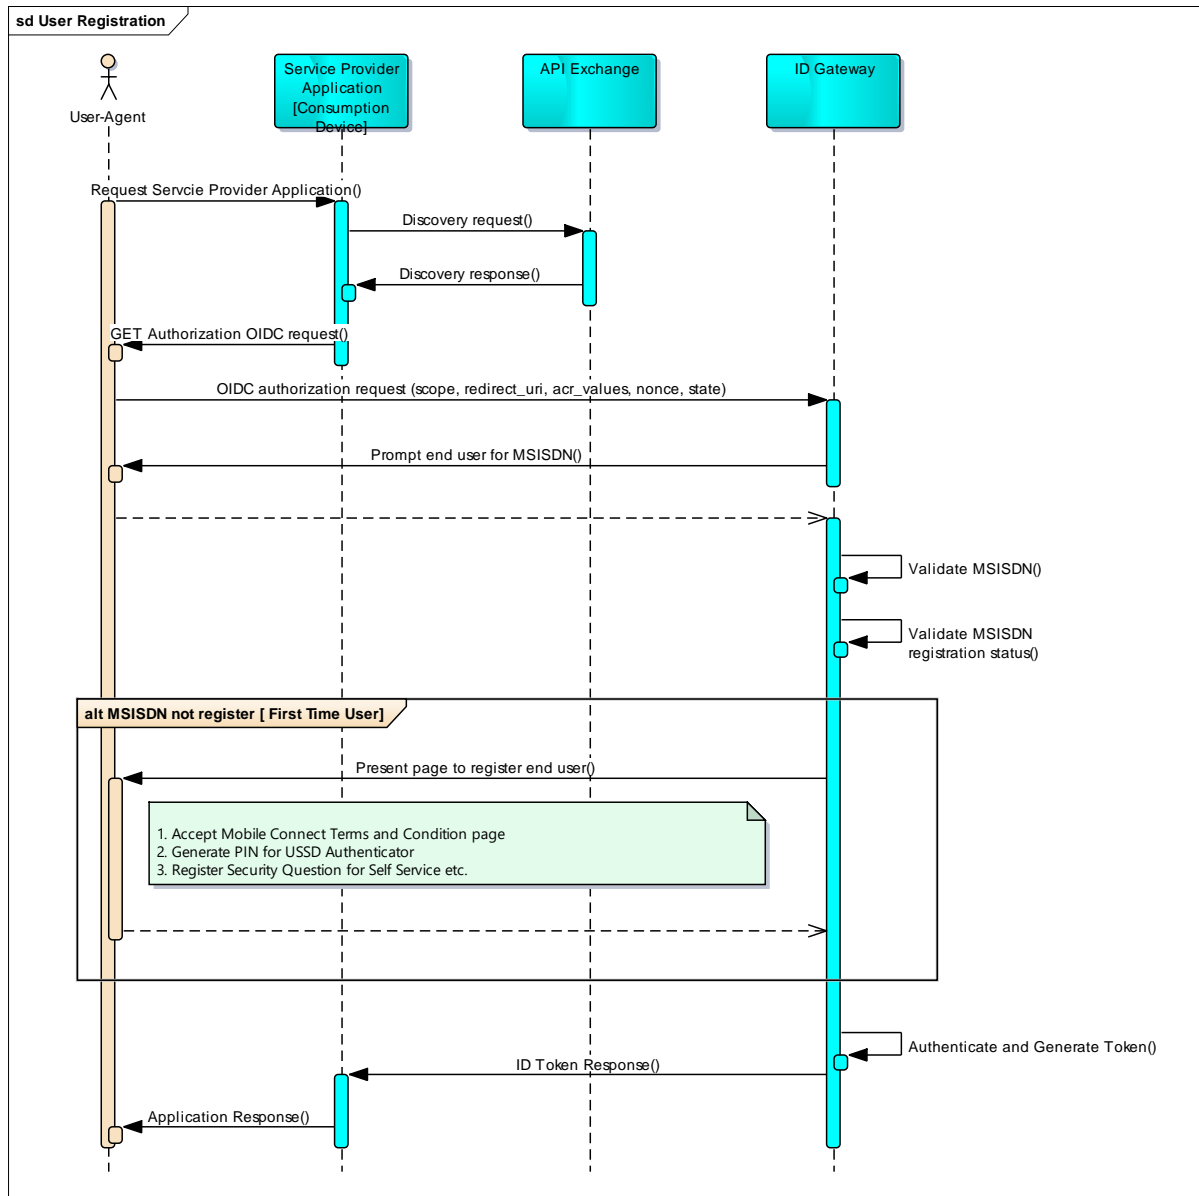 sd User Registration
User-Agent
Service Provider
Application
[Consumption
Device]
API Exchange
ID Gateway
Request Servcie Provider Application()
Discovery request()
Discovery response()
GET Authorization OIDC request()
OIDC authorization request (scope, redirect_uri, acr_values, nonce, state)
Prompt end user for MSISDN()
Validate MSISDN()
Validate MSISDN
registration status()
alt MSISDN not register [ First Time User]
Present page to register end user()
1. Accept Mobile Connect Terms and Condition page
2. Generate PIN for USSD Authenticator
3. Register Security Question for Self Service etc.
Authenticate and Generate Token()
ID Token Response()
Application Response()